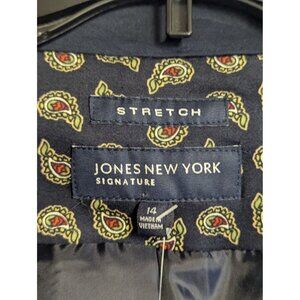 STRETCH
JONES NEW YORK
SIGNATURE
14
MADE IN
VIETNAM